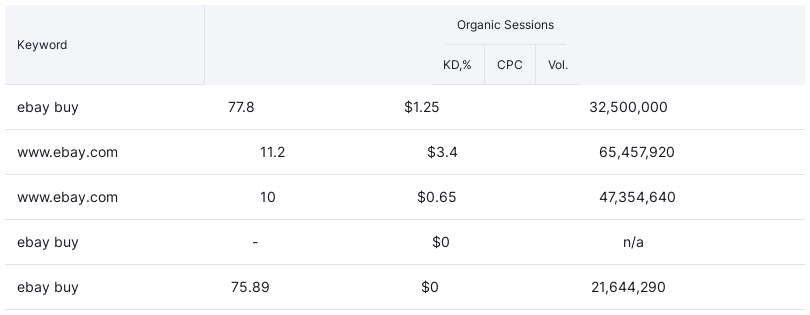 Keyword
Organic Sessions
KD,% CPC Vol.
ebay buy 77.8 $1.25 32,500,000
www.ebay.com 11.2 $3.4 65,457,920
www.ebay.com 10 $0.65 47,354,640
ebay buy - $0 n/a
ebay buy 75.89 $0 21,644,290